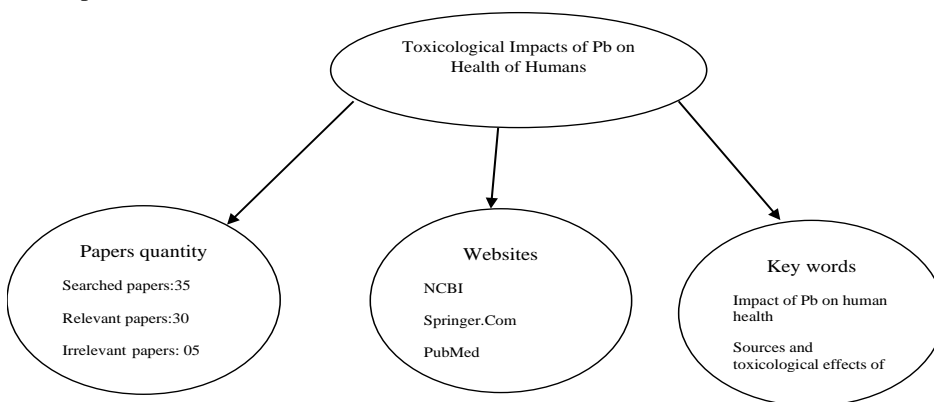 Toxicological Impacts of Pb on
Health of Humans
Papers quantity
Searched papers:35
Relevant papers:30
Irrelevant papers: 05
Websites
NCBI
Springer.Com
PubMed
Key words
Impact of Pb on human
health
Sources and
toxicological effects of